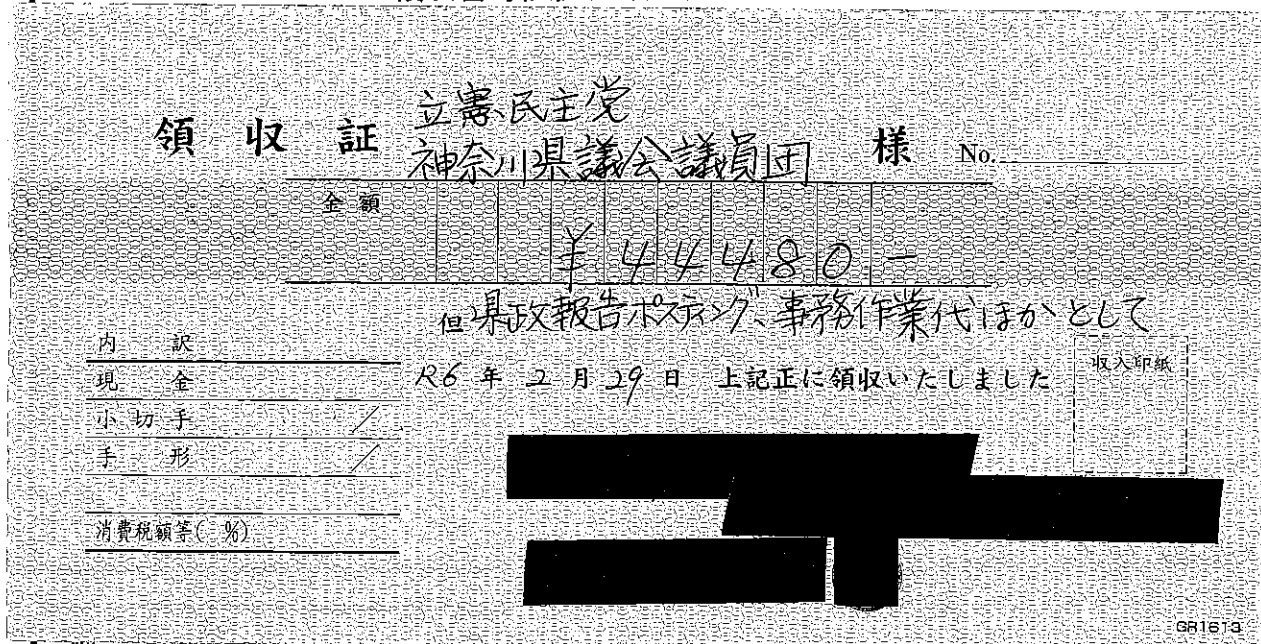 領収証 立憲民主党
神奈川県議会議員団 様 No.
金額
¥44480-
但 県政報告ポスティング、事務作業代ほかとして
内訳
現金
R6年2月29日 上記正に領収いたしました
収入印紙
小切手 /
手形 /
消費税額等( %)
GR1613